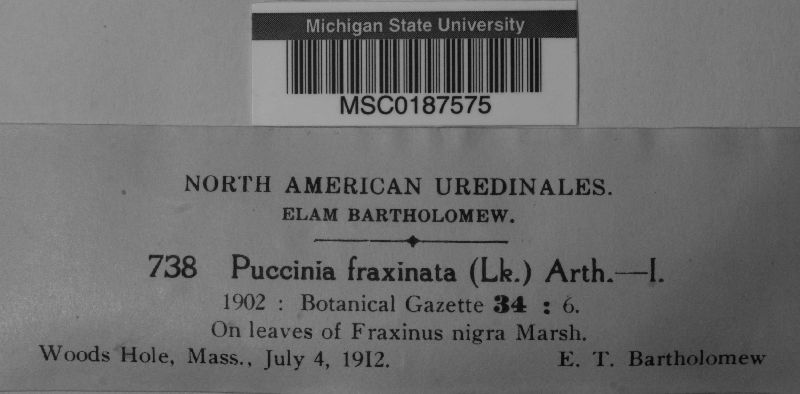 Michigan State University
MSC0187575
NORTH AMERICAN UREDINALES.
ELAM BARTHOLOMEW.
738 Puccinia fraxinata (Lk.) Arth.—I.
1902 : Botanical Gazette 34 : 6.
On leaves of Fraxinus nigra Marsh.
Woods Hole, Mass., July 4, 1912. E. T. Bartholomew